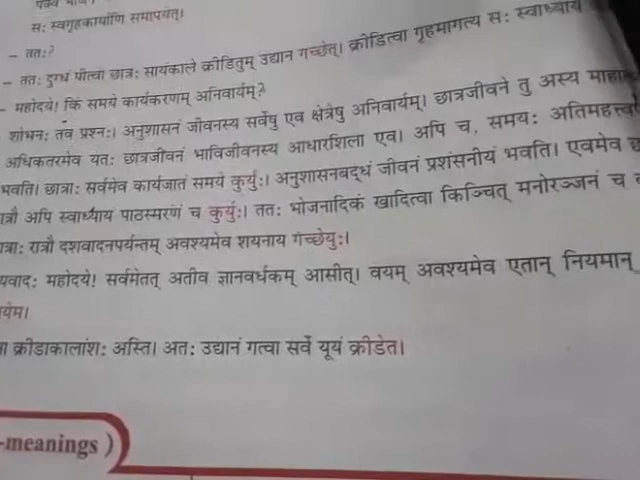 सः स्वगृहकार्याणि समापयेत्।
– ततः?
– ततः दुग्धं पीत्वा छात्रः सायंकाले क्रीडितुम् उद्यानं गच्छेत्। क्रीडित्वा गृहमागत्य सः स्वाध्यायं
– महोदये! किं समये कार्यकरणम् अनिवार्यम्?
शोभनः तव प्रश्नः। अनुशासनं जीवनस्य सर्वेषु एव क्षेत्रेषु अनिवार्यम्। छात्रजीवने तु अस्य
अधिकतरमेव यतः छात्रजीवनं भाविजीवनस्य आधारशिला एव। अपि च, समयः
भवति। छात्राः सर्वमेव कार्यजातं समये कुर्युः। अनुशासनबद्धं जीवनं प्रशंसनीयं भवति। एवमेव
अपि स्वाध्यायं पाठस्मरणं च कुर्युः। ततः भोजनादिकं खादित्वा किञ्चित् मनोरञ्जनं च
रात्रौ दशवादनपर्यन्तम् अवश्यमेव शयनाय गच्छेयुः।
महोदये! सर्वमेतत् अतीव ज्ञानवर्धकम् आसीत्। वयम् अवश्यमेव एतान् नियमान्
क्रीडाकालांशः अस्ति। अतः उद्यानं गत्वा सर्वे यूयं क्रीडेत।
-meanings )